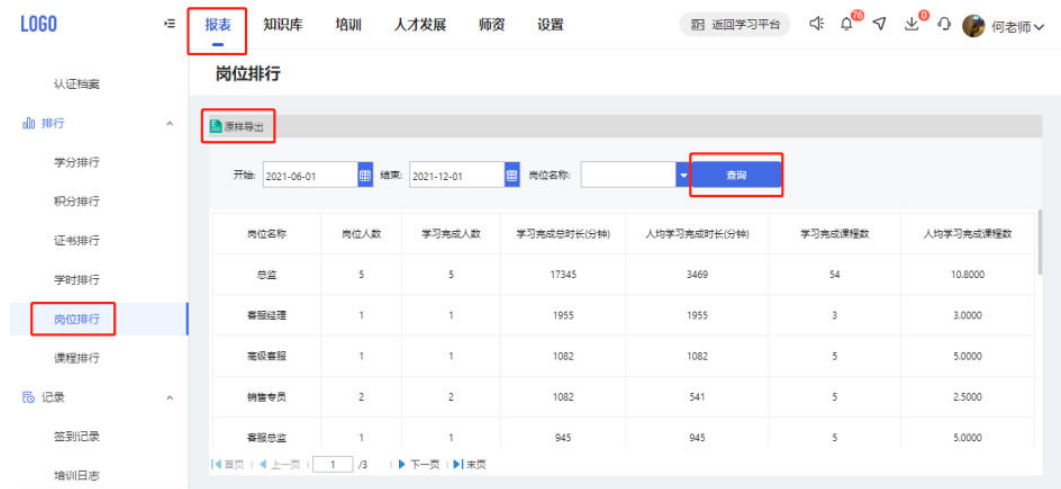 LOGO 报表 知识库 培训 人才发展 师资 设置 返回学习平台 76 0 何老师
认证档案
排行
学分排行
积分排行
证书排行
学时排行
岗位排行
课程排行
记录
签到记录
培训日志
岗位排行
原样导出
开始: 2021-06-01 结束: 2021-12-01 岗位名称: 查询
岗位名称 岗位人数 学习完成人数 学习完成总时长(分钟) 人均学习完成时长(分钟) 学习完成课程数 人均学习完成课程数
总监 5 5 17345 3469 54 10.8000
客服经理 1 1 1955 1955 3 3.0000
高级客服 1 1 1082 1082 5 5.0000
销售专员 2 2 1082 541 5 2.5000
客服总监 1 1 945 945 5 5.0000
首页 上一页 1 /3 下一页 末页